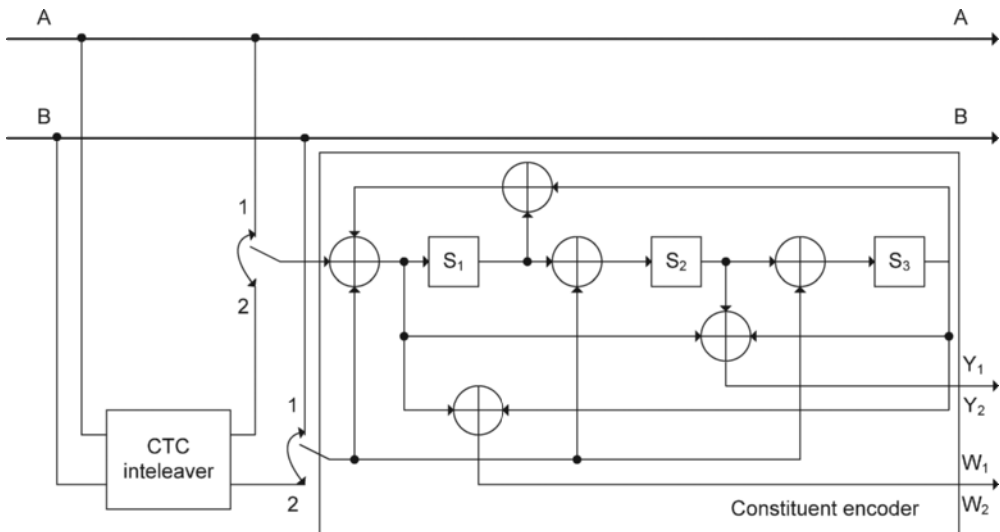 A
A
B
B
1
2
S₁
S₂
S₃
Y₁
Y₂
1
2
CTC
inteleaver
W₁
W₂
Constituent encoder